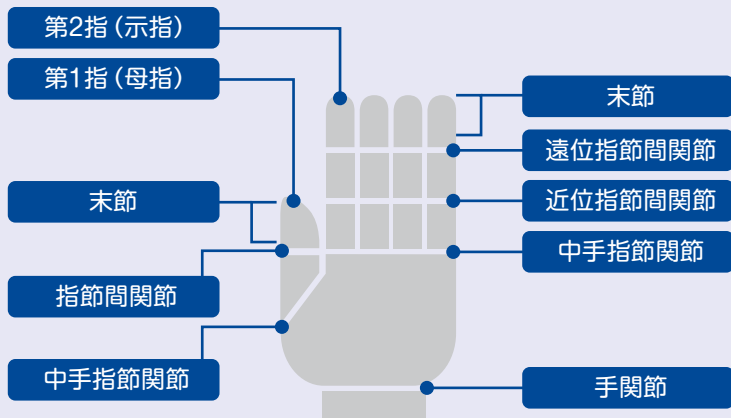 第2指（示指）
第1指（母指）
末節
指節間関節
中手指節関節
末節
遠位指節間関節
近位指節間関節
中手指節関節
手関節